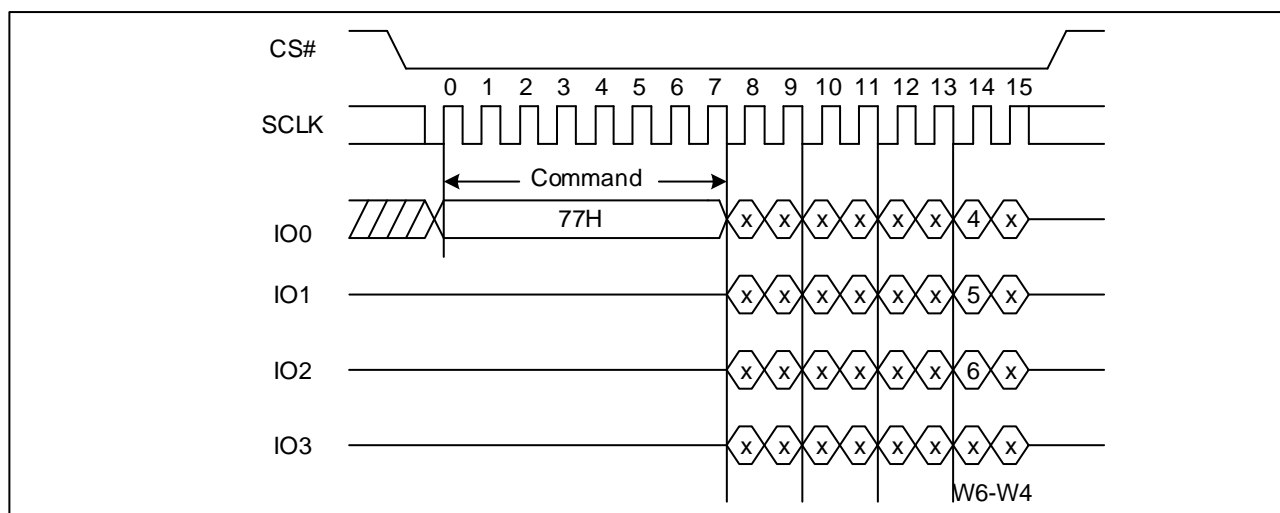 CS#
0 1 2 3 4 5 6 7 8 9 10 11 12 13 14 15
SCLK
Command
IO0 77H x x x x x x 4 x
IO1 x x x x x x 5 x
IO2 x x x x x x 6 x
IO3 x x x x x x x x
W6-W4